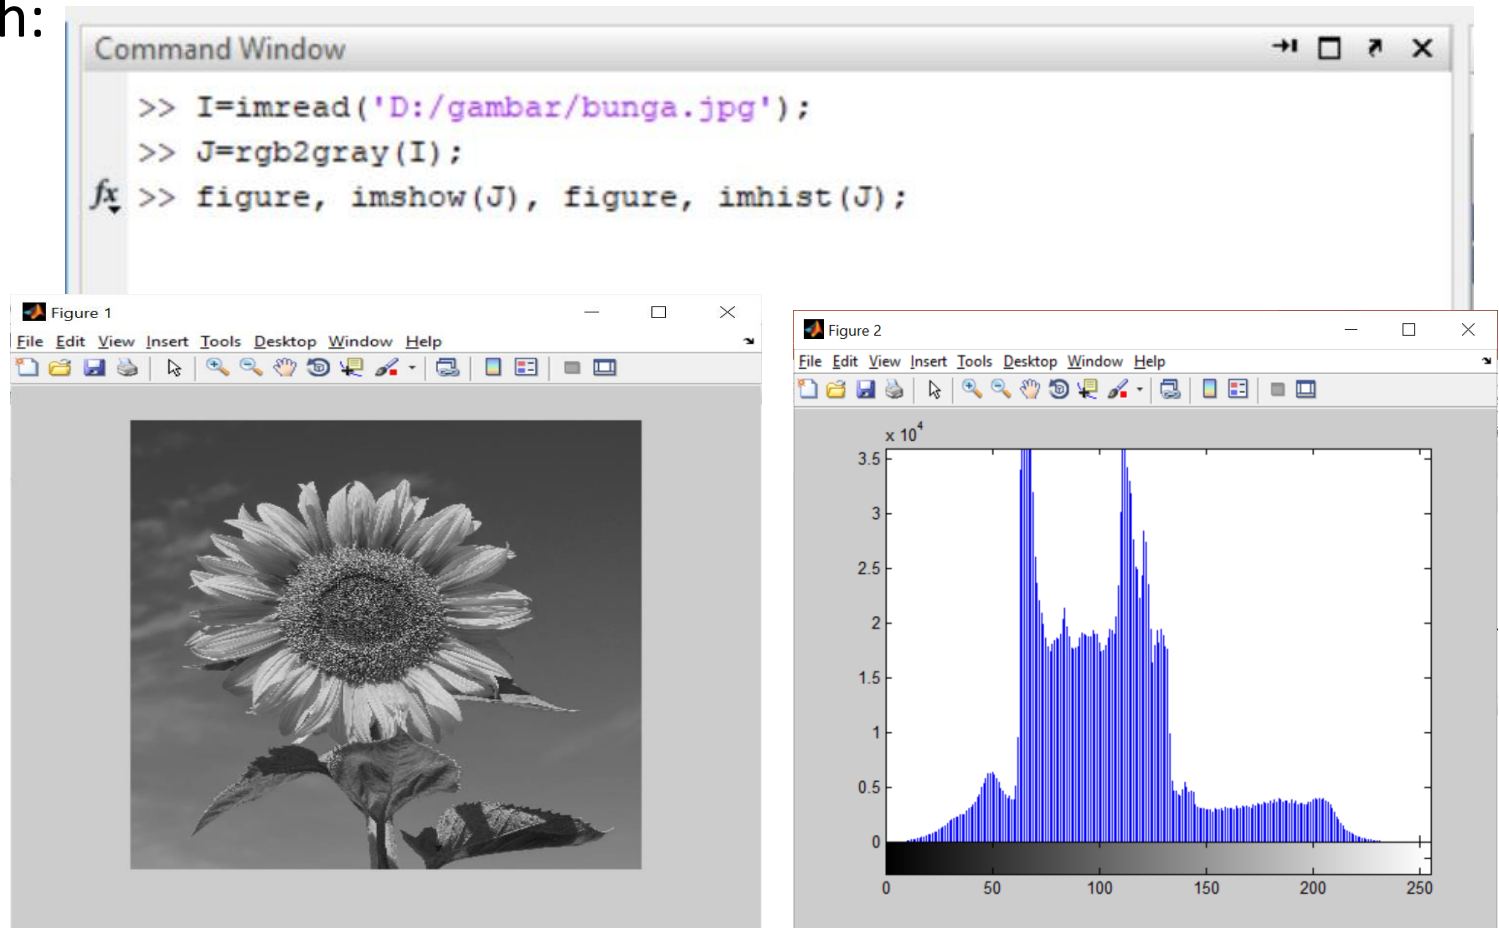 h:
Command Window
>> I=imread('D:/gambar/bunga.jpg');
>> J=rgb2gray(I);
fx >> figure, imshow(J), figure, imhist(J);
Figure 1
File Edit View Insert Tools Desktop Window Help
Figure 2
File Edit View Insert Tools Desktop Window Help
x 10^4
3.5
3
2.5
2
1.5
1
0.5
0
0 50 100 150 200 250